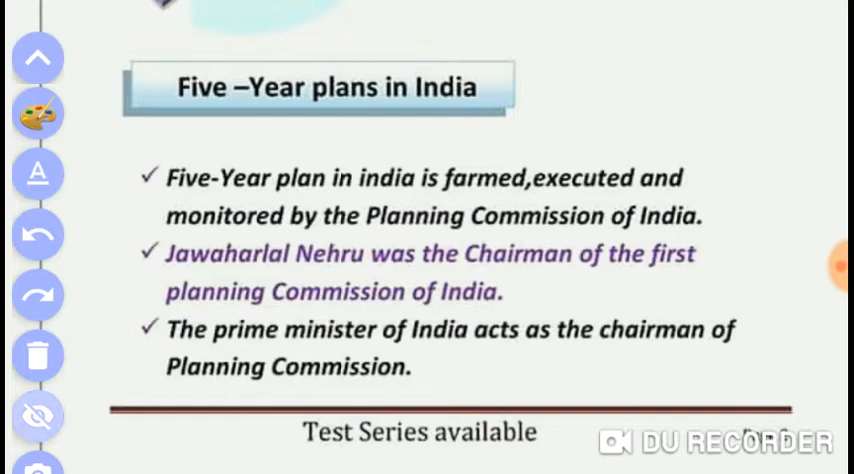 Five –Year plans in India
✓ Five-Year plan in india is farmed,executed and
monitored by the Planning Commission of India.
✓ Jawaharlal Nehru was the Chairman of the first
planning Commission of India.
✓ The prime minister of India acts as the chairman of
Planning Commission.
Test Series available
DU RECORDER
A